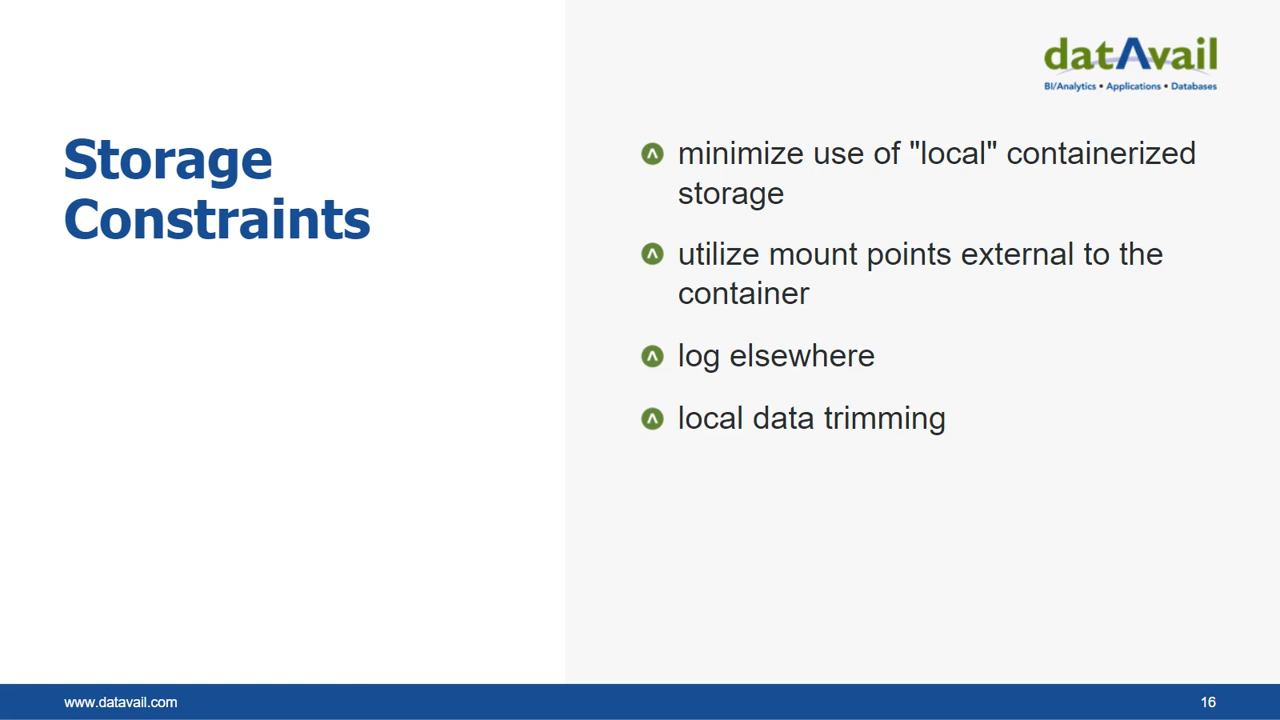 datAvail
BI/Analytics • Applications • Databases
Storage
Constraints
minimize use of "local" containerized
storage
utilize mount points external to the
container
log elsewhere
local data trimming
www.datavail.com
16